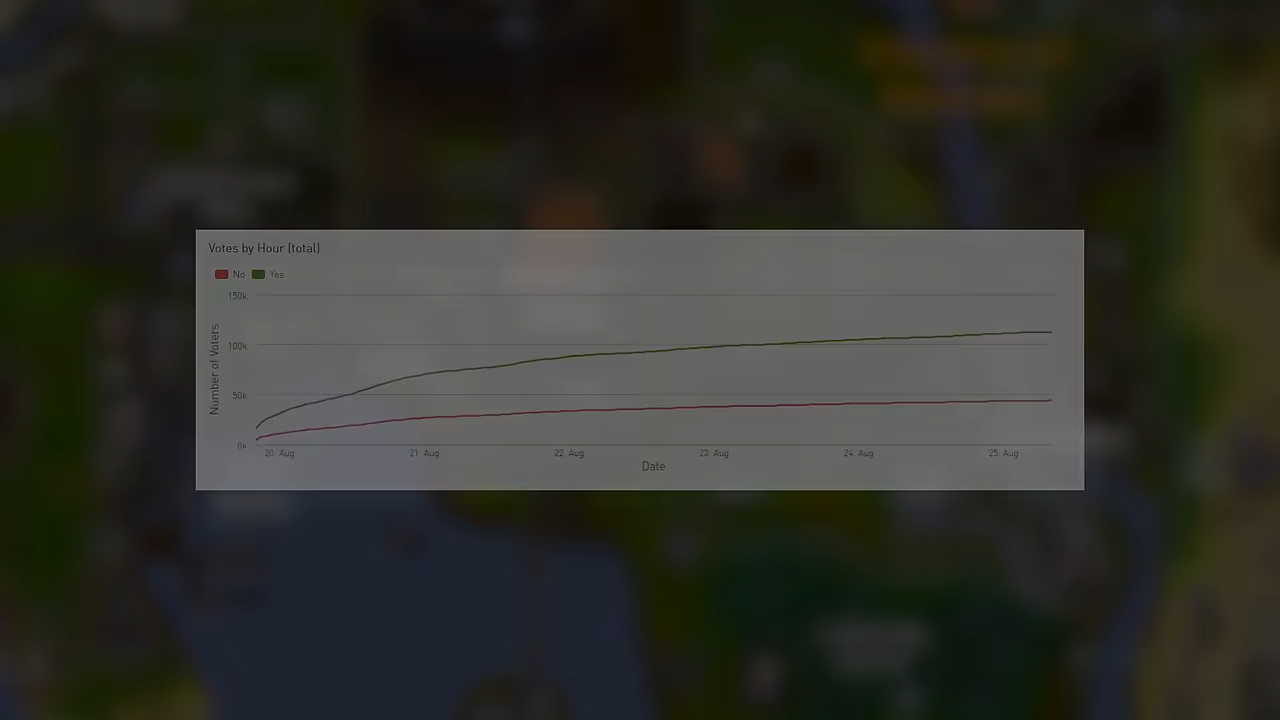 Votes by Hour (total)
No Yes
150k
100k
50k
0k
Number of Voters
20. Aug 21. Aug 22. Aug 23. Aug 24. Aug 25. Aug
Date